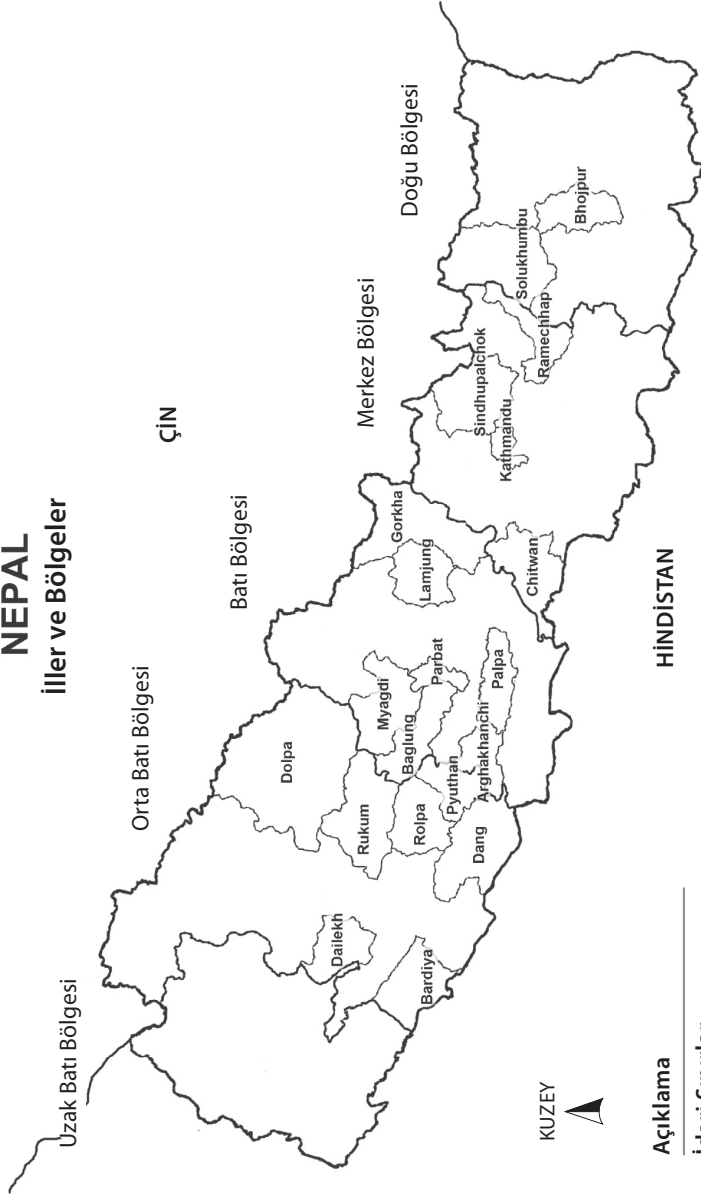 NEPAL
İller ve Bölgeler
Uzak Batı Bölgesi
Orta Batı Bölgesi
Batı Bölgesi
ÇİN
Merkez Bölgesi
Doğu Bölgesi
Dolpa
Dailekh
Rukum
Myagdi
Gorkha
Lamjung
Bardiya
Rolpa
Baglung
Parbat
Pyuthan
Dang
Arghakhanchi
Palpa
Chitwan
Kathmandu
Sindhupalchok
Ramechhap
Solukhumbu
Bhojpur
KUZEY
HİNDİSTAN
Açıklama